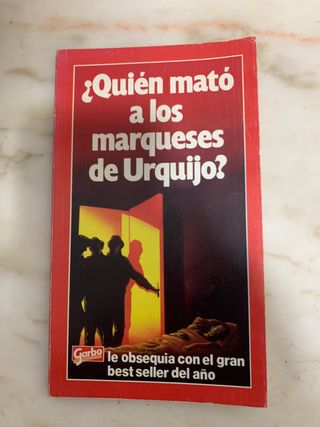 ¿Quién mató
a los
marqueses
de Urquijo?
Garbo
le obsequia con el gran
best seller del año